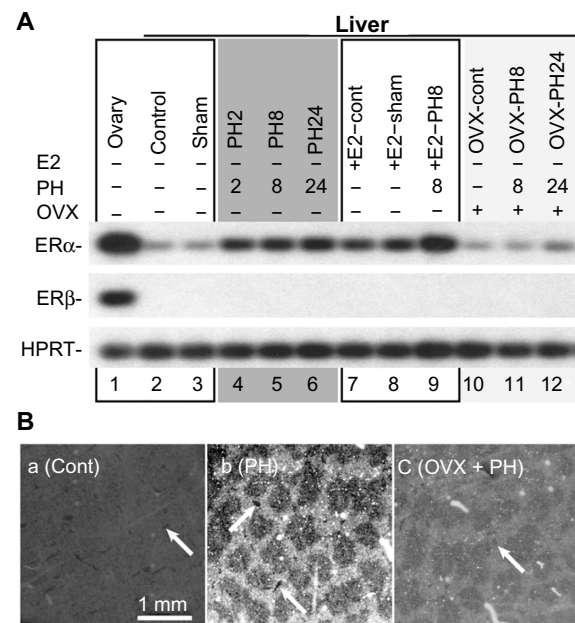 A
Liver
Ovary
Control
Sham
PH2
PH8
PH24
+E2-cont
+E2-sham
+E2-PH8
OVX-cont
OVX-PH8
OVX-PH24
E2 – – – – – – – – –
PH – – – 2 8 24 – – 8 – 8 24
OVX – – – – – – – – – + + +
ERα-
ERβ-
HPRT-
1 2 3 4 5 6 7 8 9 10 11 12
B
a (Cont)
b (PH)
C (OVX + PH)
1 mm